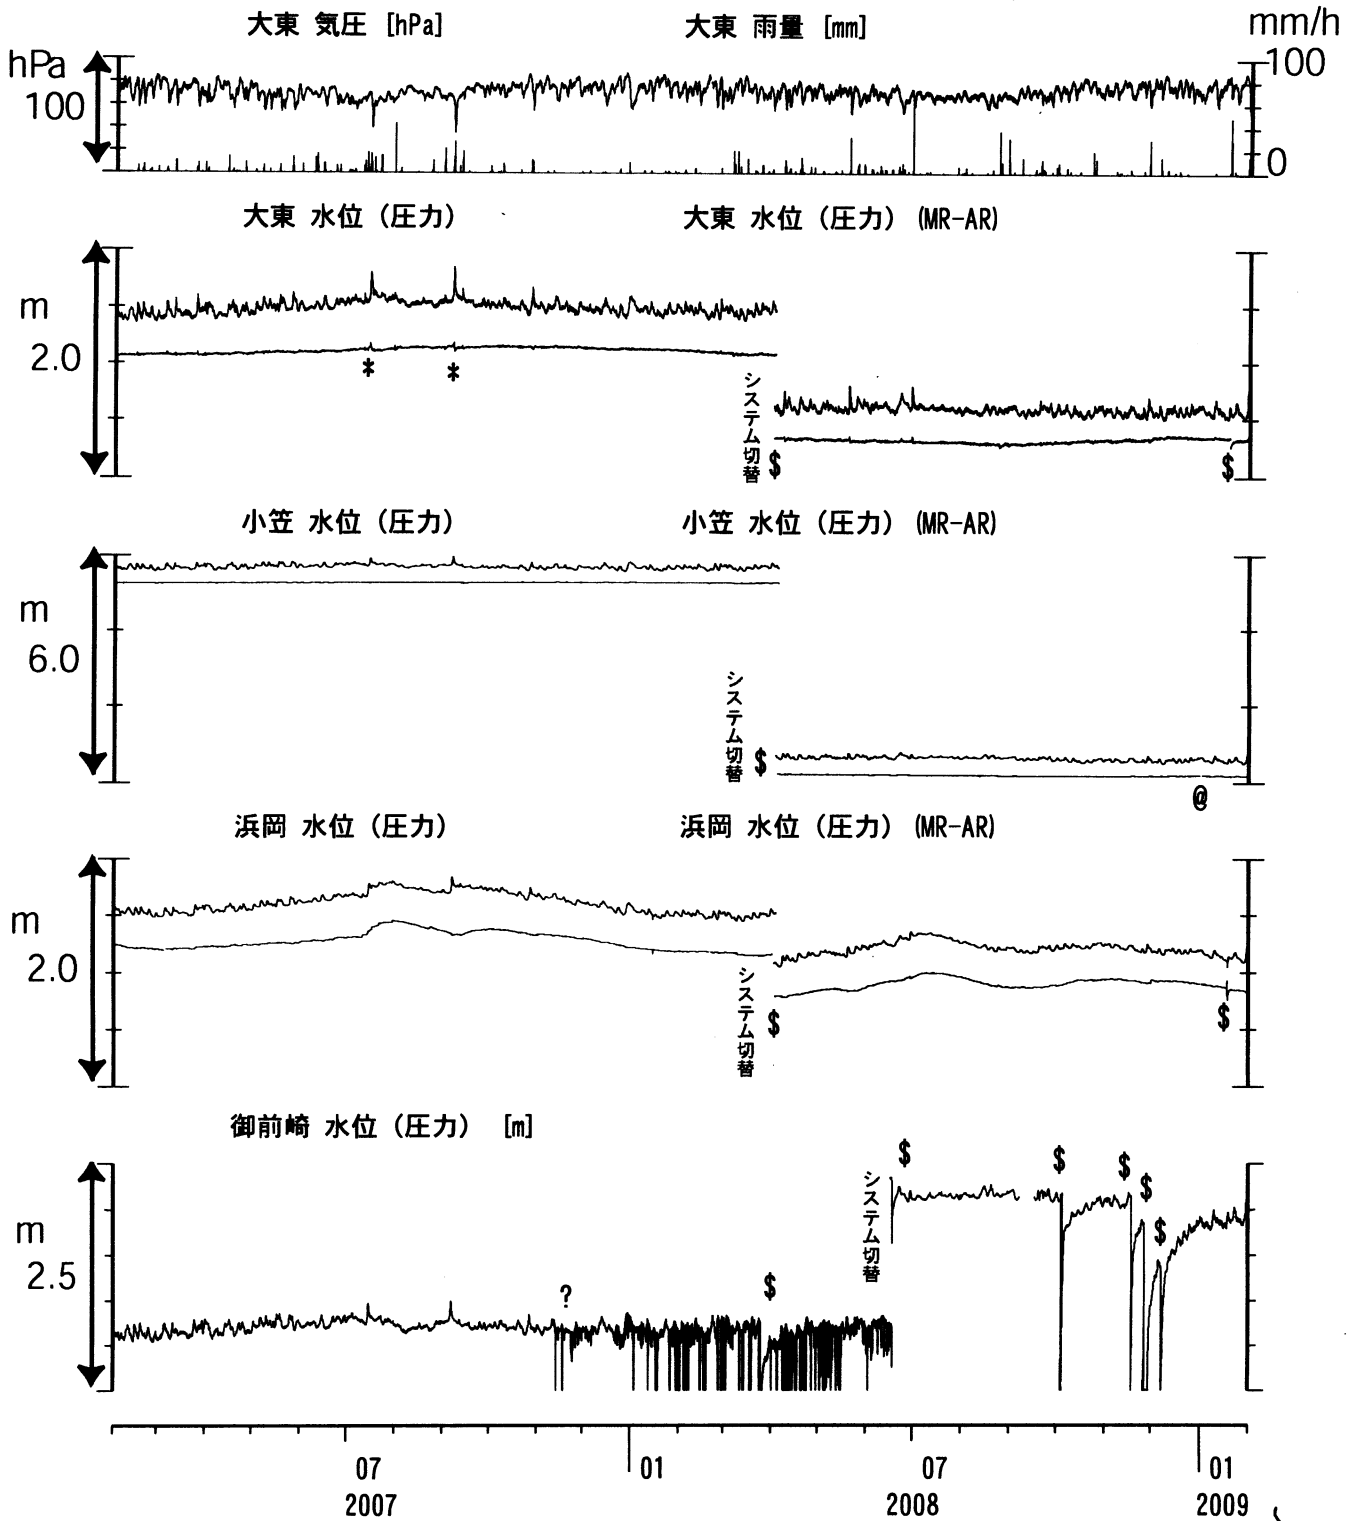 大東 気圧 [hPa] 大東 雨量 [mm] mm/h
hPa 100
100
0
大東 水位（圧力） 大東 水位（圧力）(MR-AR)
m
2.0
* *
システム切替
$ $
小笠 水位（圧力） 小笠 水位（圧力）(MR-AR)
m
6.0
システム切替
$
@
浜岡 水位（圧力） 浜岡 水位（圧力）(MR-AR)
m
2.0
システム切替
$ $
御前崎 水位（圧力） [m]
$ $ $ $ $
システム切替
m
2.5
? $
07 01 07 01
2007 2008 2009